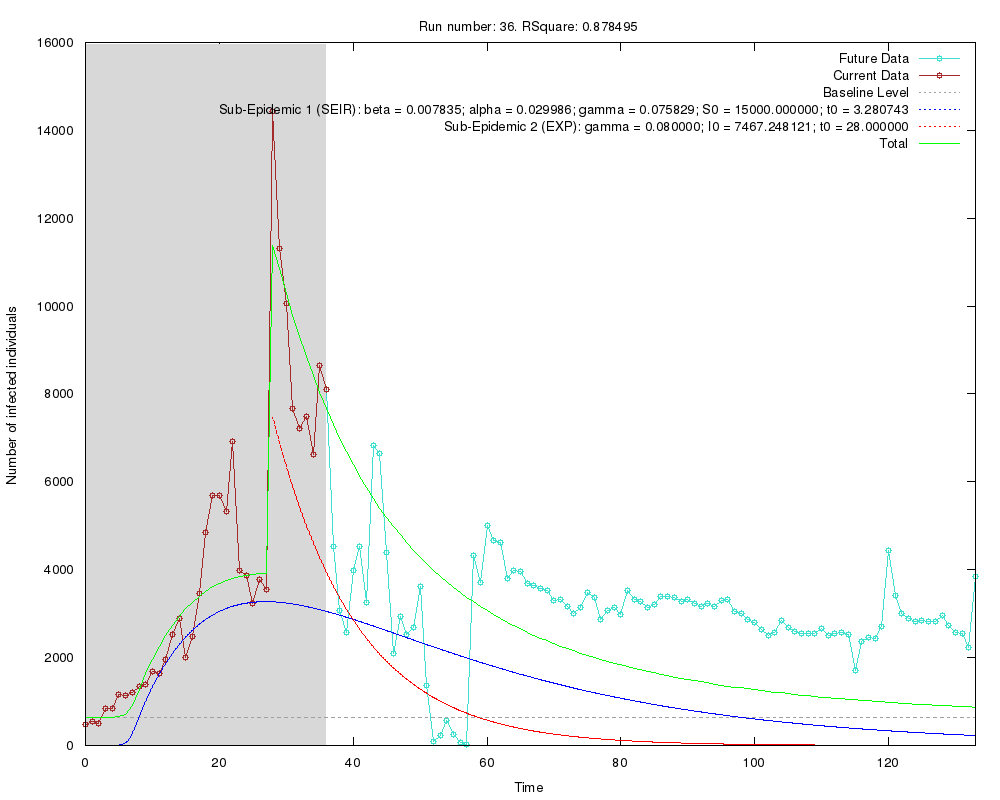 Run number: 36. RSquare: 0.878495
16000
14000
12000
10000
8000
6000
4000
2000
0
Number of infected individuals
Future Data
Current Data
Baseline Level
Sub-Epidemic 1 (SEIR): beta = 0.007835; alpha = 0.029986; gamma = 0.075829; S0 = 15000.000000; t0 = 3.280743
Sub-Epidemic 2 (EXP): gamma = 0.080000; I0 = 7467.248121; t0 = 28.000000
Total
0 20 40 60 80 100 120
Time